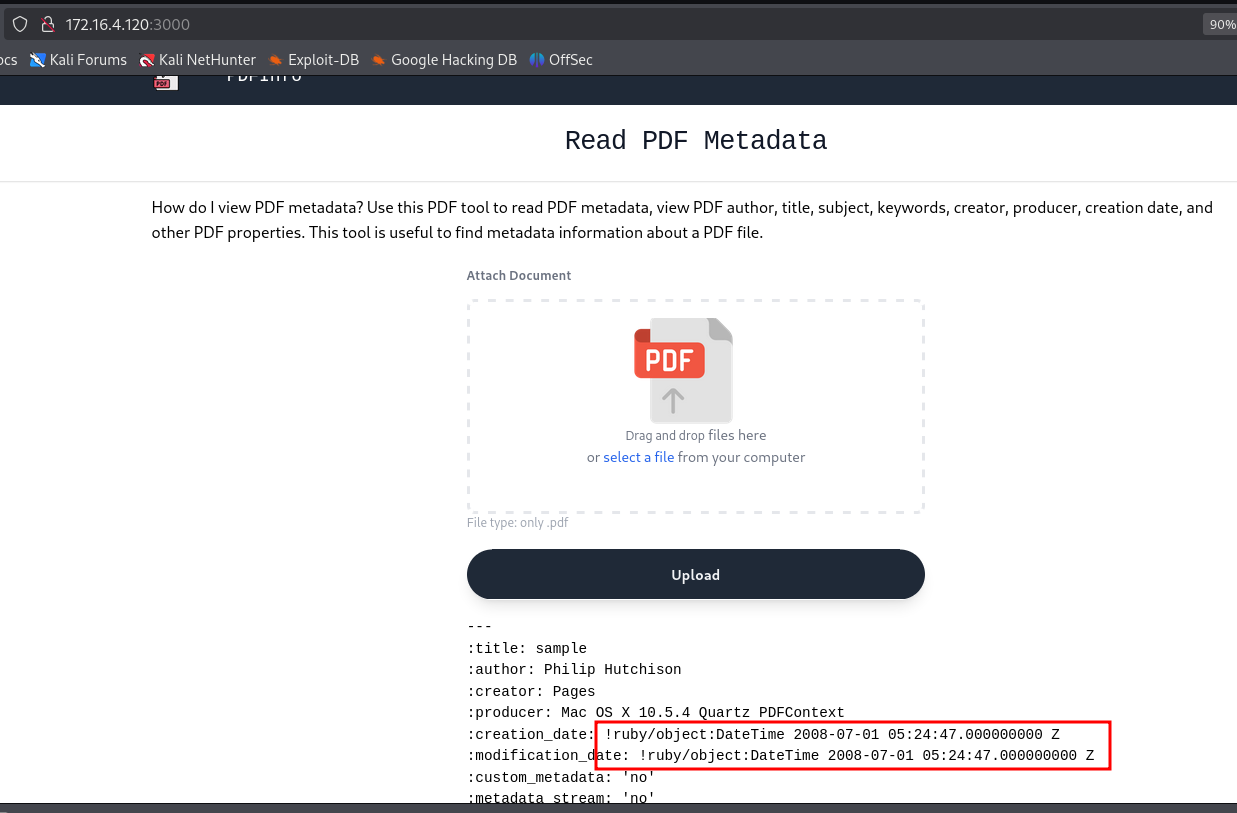 172.16.4.120:3000
90%
ocs Kali Forums Kali NetHunter Exploit-DB Google Hacking DB OffSec
PDF PDFInfo
Read PDF Metadata
How do I view PDF metadata? Use this PDF tool to read PDF metadata, view PDF author, title, subject, keywords, creator, producer, creation date, and
other PDF properties. This tool is useful to find metadata information about a PDF file.
Attach Document
PDF
Drag and drop files here
or select a file from your computer
File type: only .pdf
Upload
---
:title: sample
:author: Philip Hutchison
:creator: Pages
:producer: Mac OS X 10.5.4 Quartz PDFContext
:creation_date: !ruby/object:DateTime 2008-07-01 05:24:47.000000000 Z
:modification_date: !ruby/object:DateTime 2008-07-01 05:24:47.000000000 Z
:custom_metadata: 'no'
:metadata_stream: 'no'